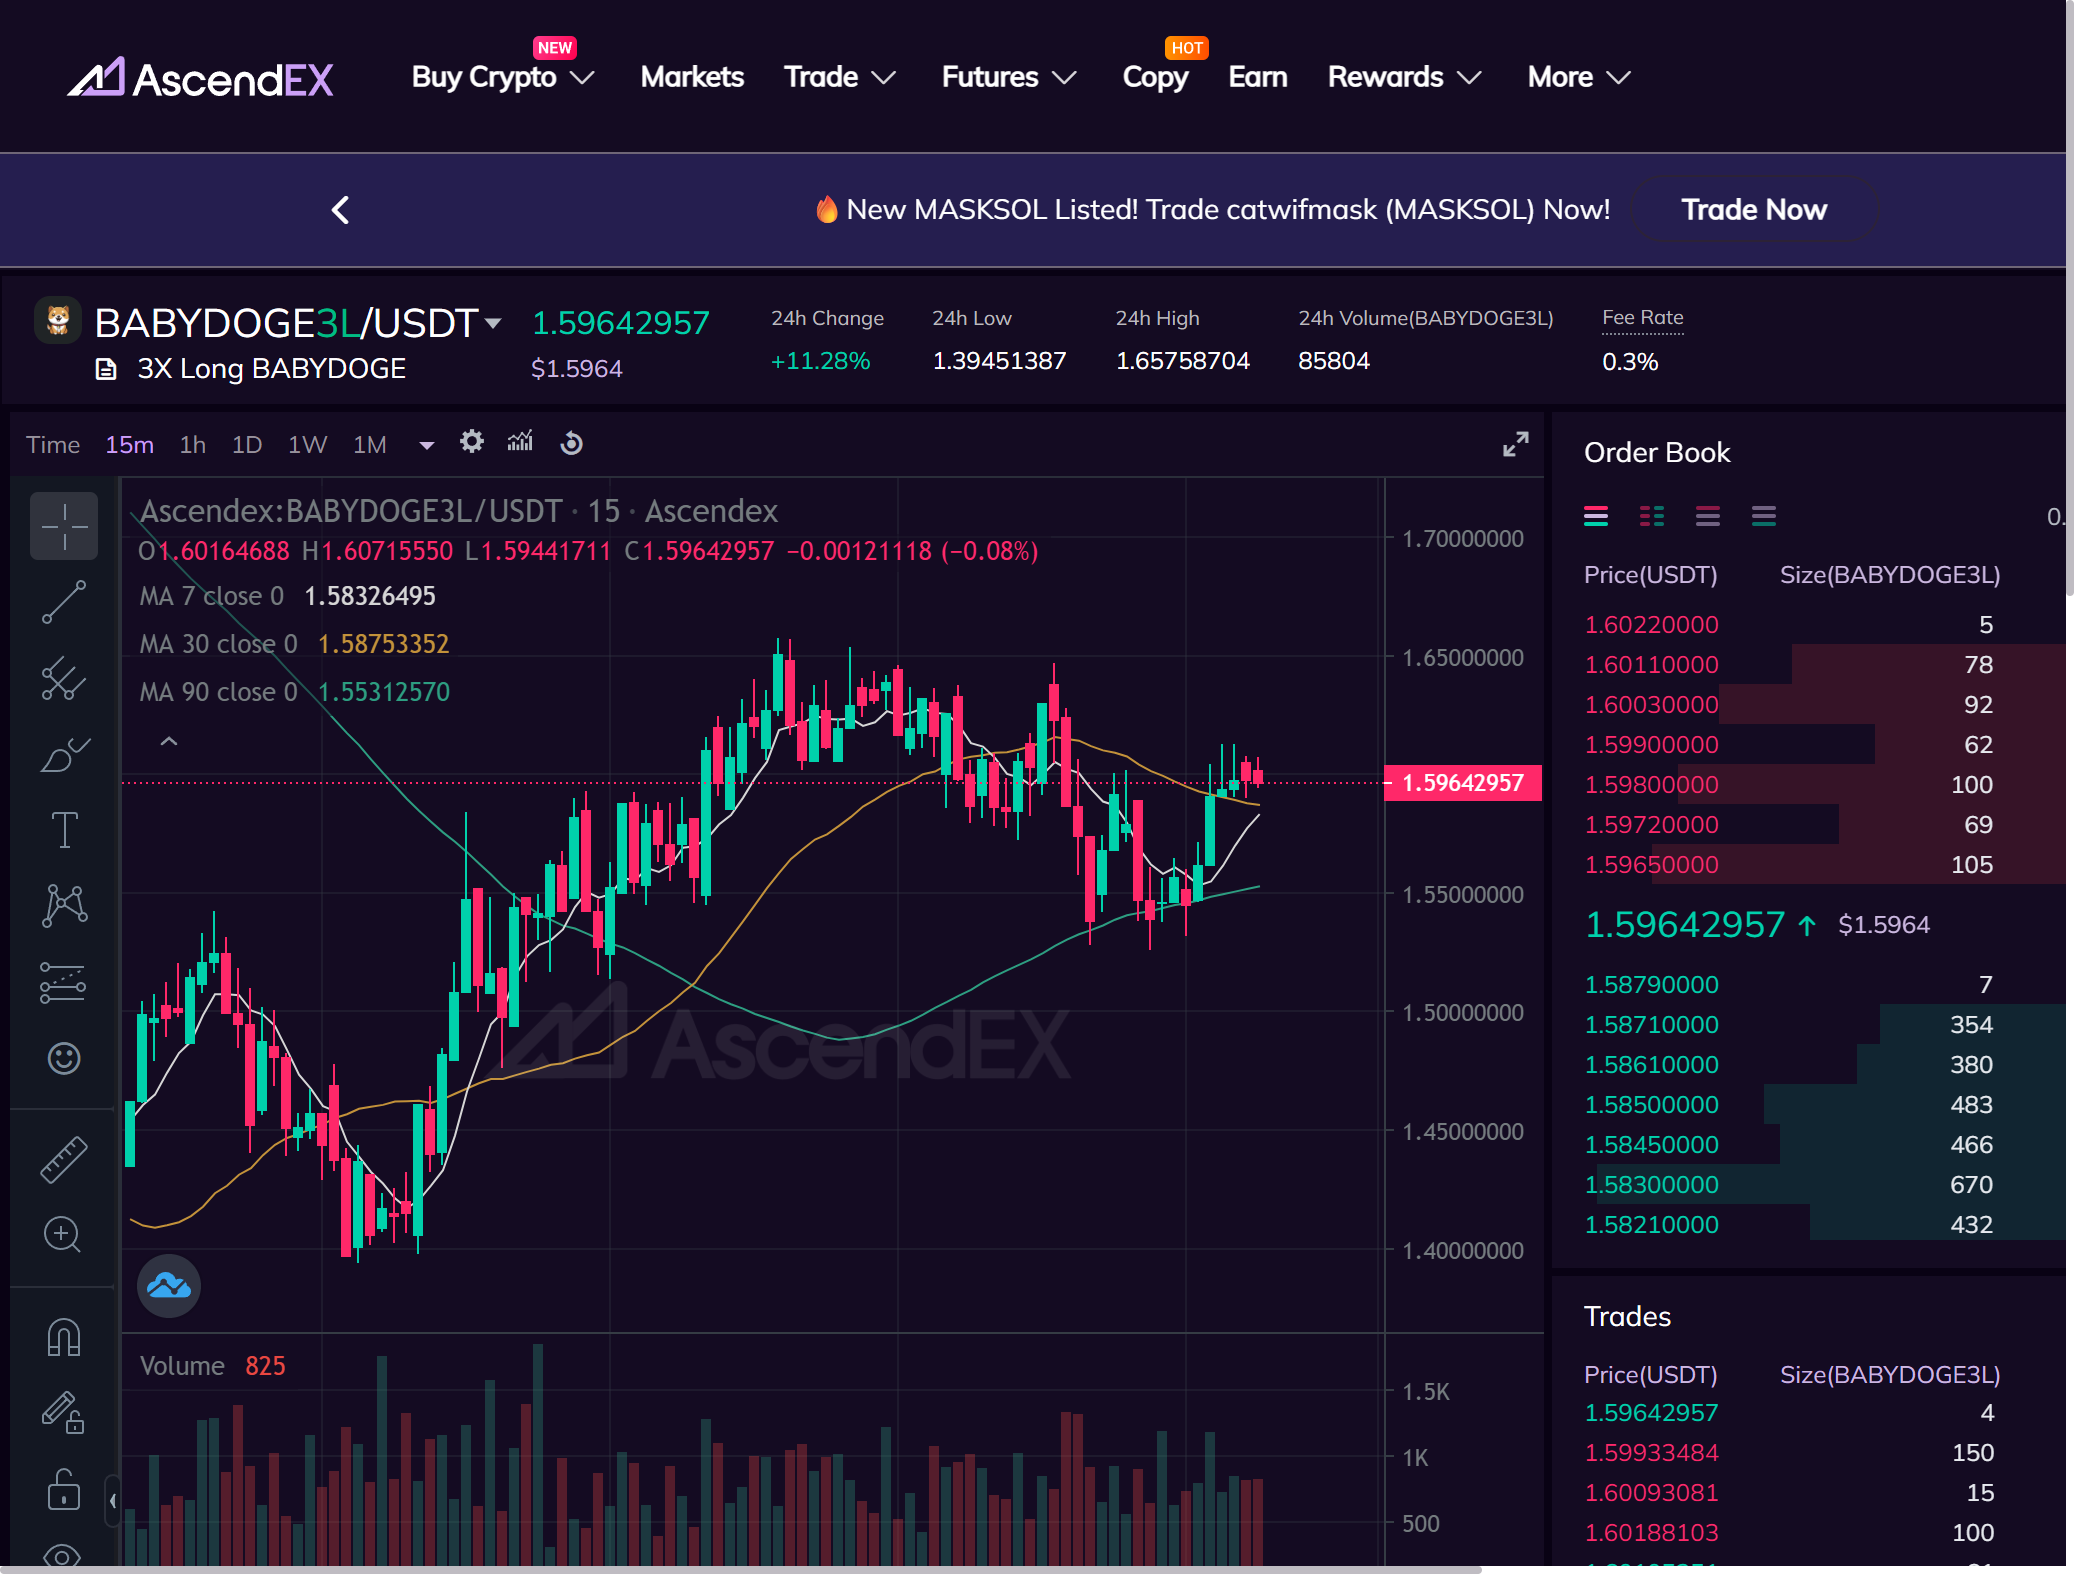 AscendEX
Buy Crypto NEW Markets Trade Futures Copy HOT Earn Rewards More
New MASKSOL Listed! Trade catwifmask (MASKSOL) Now! Trade Now
BABYDOGE3L/USDT 1.59642957 24h Change 24h Low 24h High 24h Volume(BABYDOGE3L) Fee Rate
3X Long BABYDOGE $1.5964 +11.28% 1.39451387 1.65758704 85804 0.3%
Time 15m 1h 1D 1W 1M
Ascendex:BABYDOGE3L/USDT · 15 · Ascendex
O1.60164688 H1.60715550 L1.59441711 C1.59642957 −0.00121118 (−0.08%)
MA 7 close 0 1.58326495
MA 30 close 0 1.58753352
MA 90 close 0 1.55312570
1.70000000
1.65000000
1.59642957
1.55000000
1.50000000
1.45000000
1.40000000
AscendEX
Volume 825
1.5K
1K
500
Order Book
0.
Price(USDT) Size(BABYDOGE3L)
1.60220000 5
1.60110000 78
1.60030000 92
1.59900000 62
1.59800000 100
1.59720000 69
1.59650000 105
1.59642957 $1.5964
1.58790000 7
1.58710000 354
1.58610000 380
1.58500000 483
1.58450000 466
1.58300000 670
1.58210000 432
Trades
Price(USDT) Size(BABYDOGE3L)
1.59642957 4
1.59933484 150
1.60093081 15
1.60188103 100